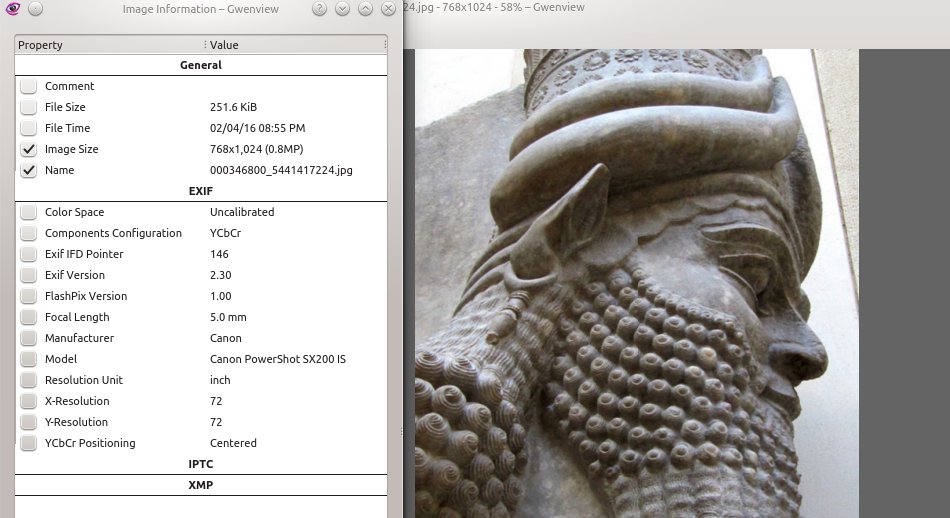 Image Information – Gwenview
24.jpg - 768x1024 - 58% – Gwenview
Property Value
General
Comment
File Size 251.6 KiB
File Time 02/04/16 08:55 PM
Image Size 768x1,024 (0.8MP)
Name 000346800_5441417224.jpg
EXIF
Color Space Uncalibrated
Components Configuration YCbCr
Exif IFD Pointer 146
Exif Version 2.30
FlashPix Version 1.00
Focal Length 5.0 mm
Manufacturer Canon
Model Canon PowerShot SX200 IS
Resolution Unit inch
X-Resolution 72
Y-Resolution 72
YCbCr Positioning Centered
IPTC
XMP